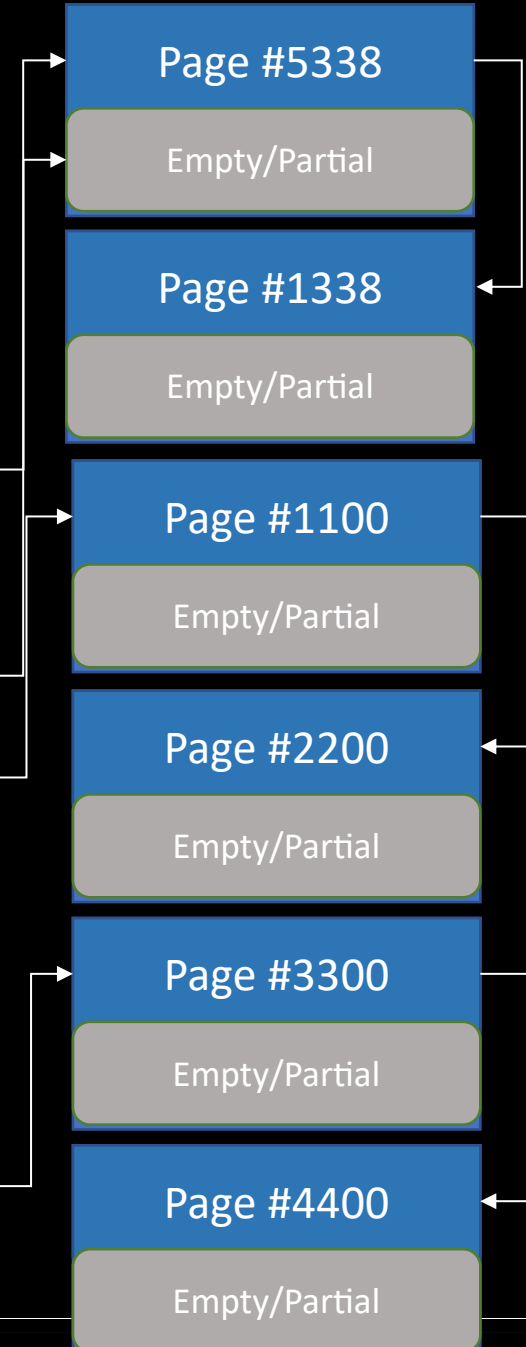 Page #5338
Empty/Partial
Page #1338
Empty/Partial
Page #1100
Empty/Partial
Page #2200
Empty/Partial
Page #3300
Empty/Partial
Page #4400
Empty/Partial